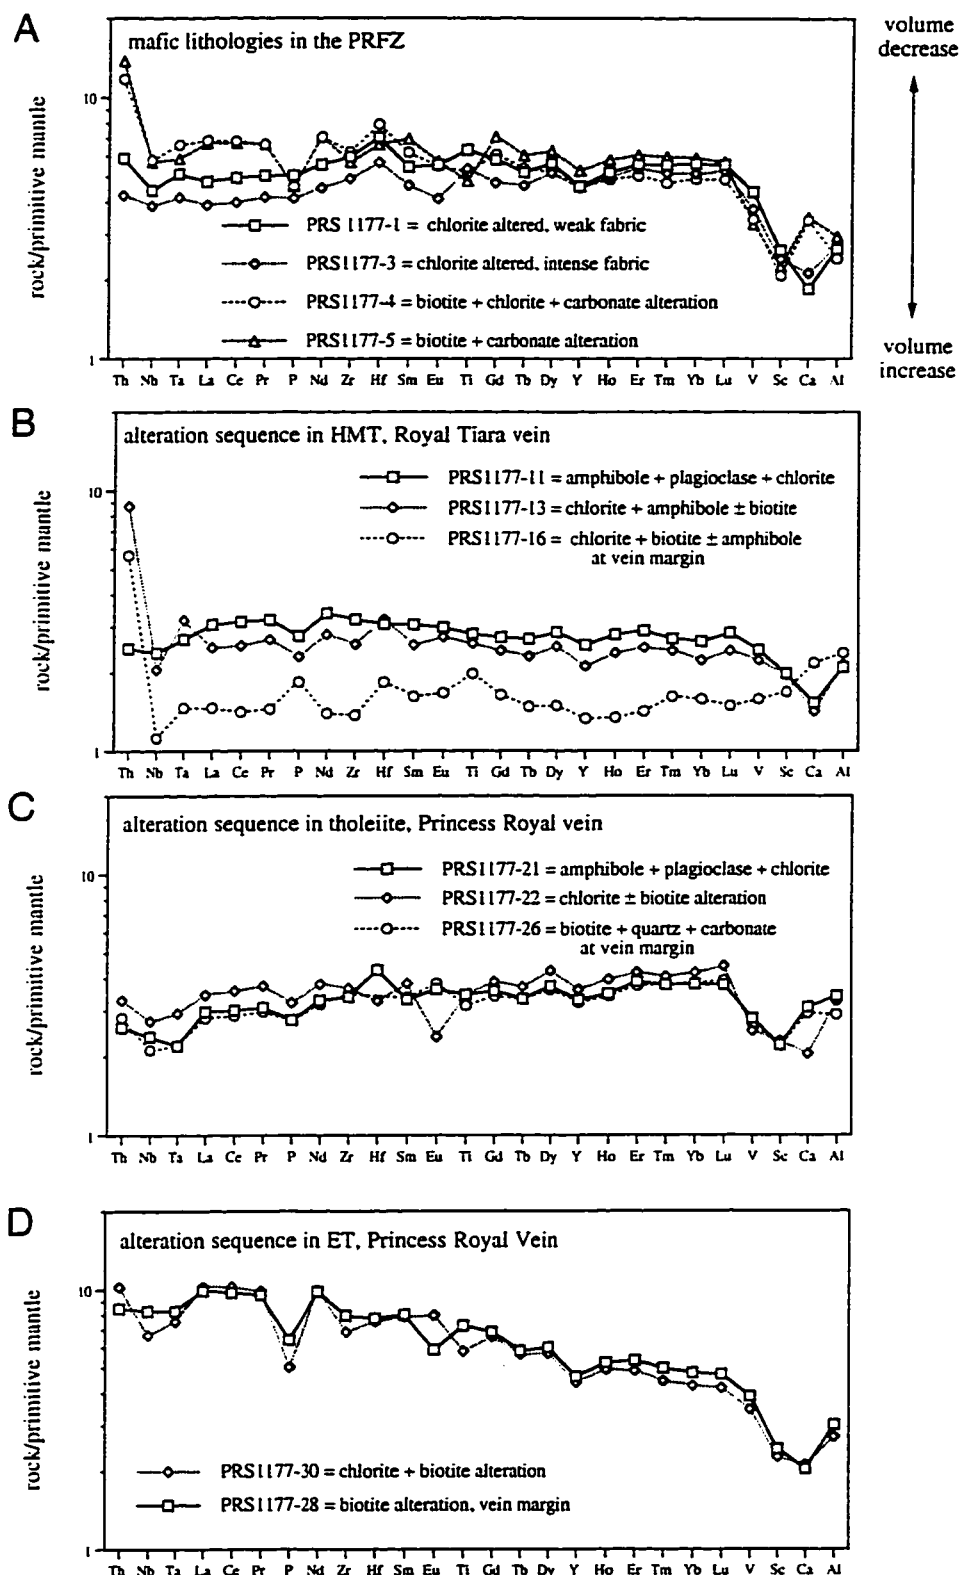 A
mafic lithologies in the PRFZ
volume
decrease
10
rock/primitive mantle
PRS 1177-1 = chlorite altered, weak fabric
PRS1177-3 = chlorite altered, intense fabric
PRS1177-4 = biotite + chlorite + carbonate alteration
PRS1177-5 = biotite + carbonate alteration
volume
increase
1
Th Nb Ta La Ce Pr P Nd Zr Hf Sm Eu Ti Gd Tb Dy Y Ho Er Tm Yb Lu V Sc Ca Al
B
alteration sequence in HMT, Royal Tiara vein
PRS1177-11 = amphibole + plagioclase + chlorite
10
PRS1177-13 = chlorite + amphibole ± biotite
PRS1177-16 = chlorite + biotite ± amphibole
at vein margin
rock/primitive mantle
1
Th Nb Ta La Ce Pr P Nd Zr Hf Sm Eu Ti Gd Tb Dy Y Ho Er Tm Yb Lu V Sc Ca Al
C
alteration sequence in tholeiite, Princess Royal vein
PRS1177-21 = amphibole + plagioclase + chlorite
10
PRS1177-22 = chlorite ± biotite alteration
PRS1177-26 = biotite + quartz + carbonate
at vein margin
rock/primitive mantle
1
Th Nb Ta La Ce Pr P Nd Zr Hf Sm Eu Ti Gd Tb Dy Y Ho Er Tm Yb Lu V Sc Ca Al
D
alteration sequence in ET, Princess Royal Vein
10
rock/primitive mantle
PRS1177-30 = chlorite + biotite alteration
PRS1177-28 = biotite alteration, vein margin
1
Th Nb Ta La Ce Pr P Nd Zr Hf Sm Eu Ti Gd Tb Dy Y Ho Er Tm Yb Lu V Sc Ca Al